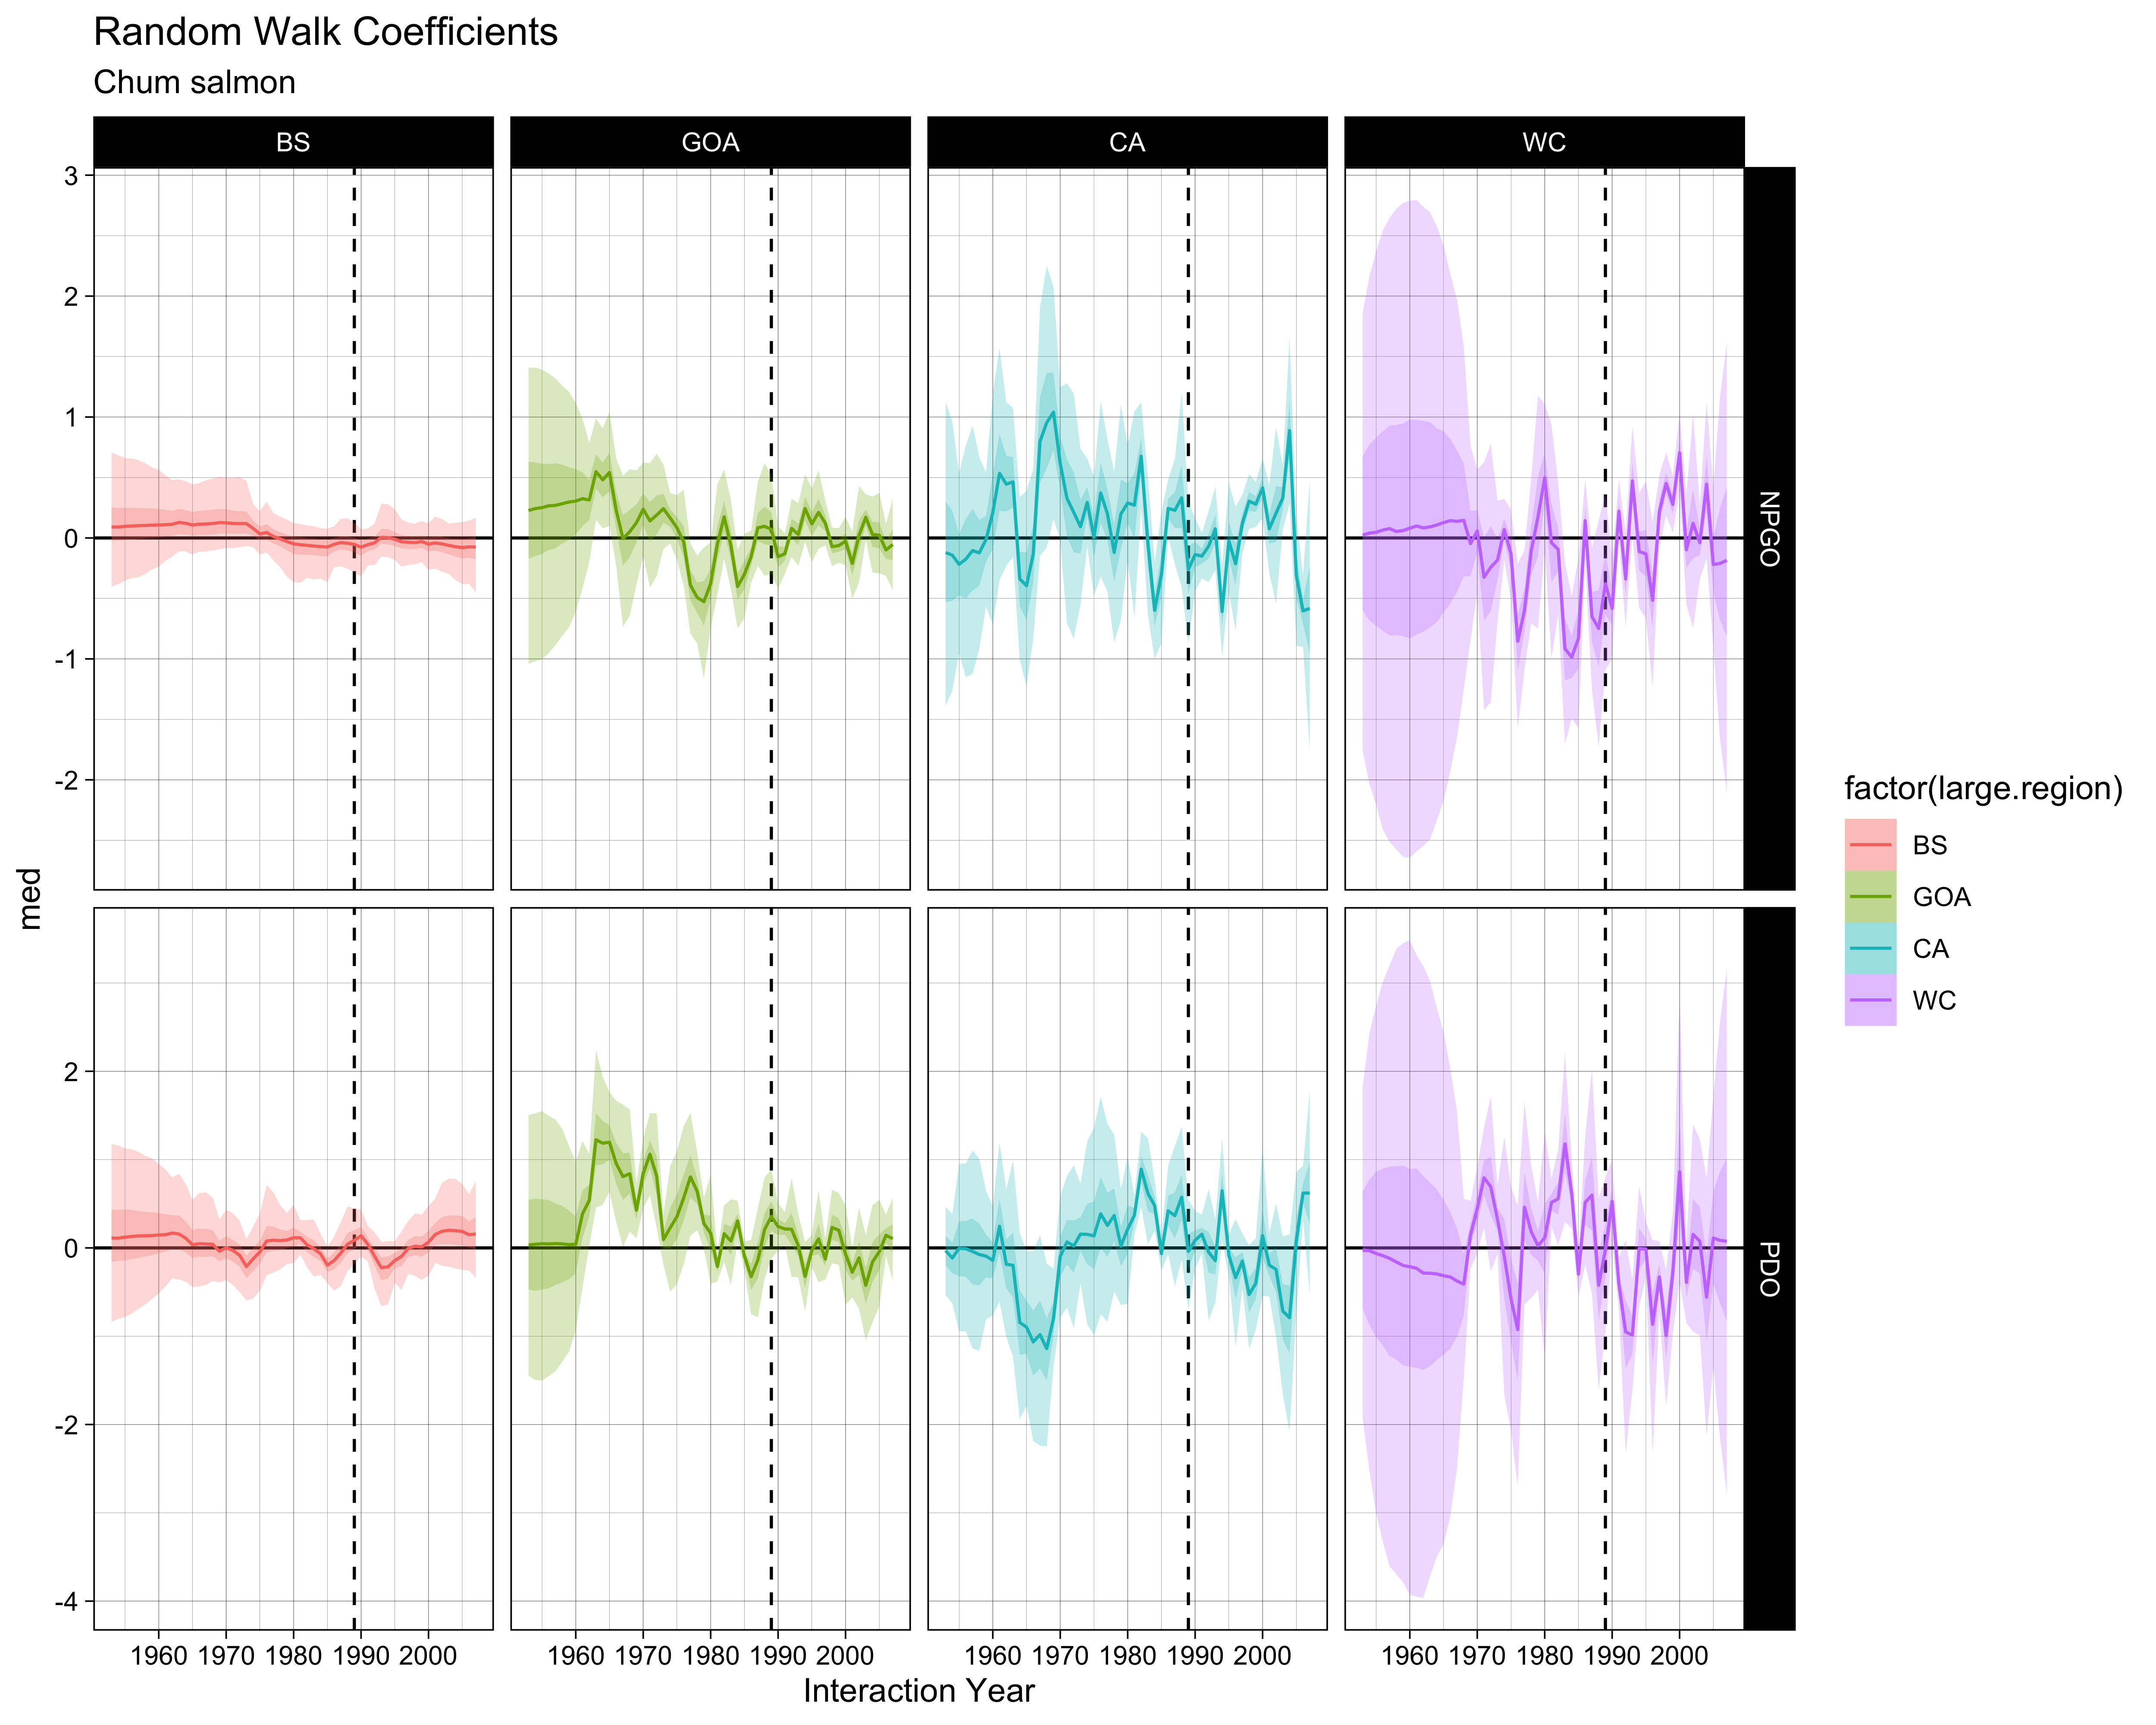 Random Walk Coefficients
Chum salmon
BS GOA CA WC
3
2
1
0
-1
-2
NPGO
med
2
0
-2
-4
PDO
1960 1970 1980 1990 2000 1960 1970 1980 1990 2000 1960 1970 1980 1990 2000 1960 1970 1980 1990 2000
Interaction Year
factor(large.region)
BS
GOA
CA
WC